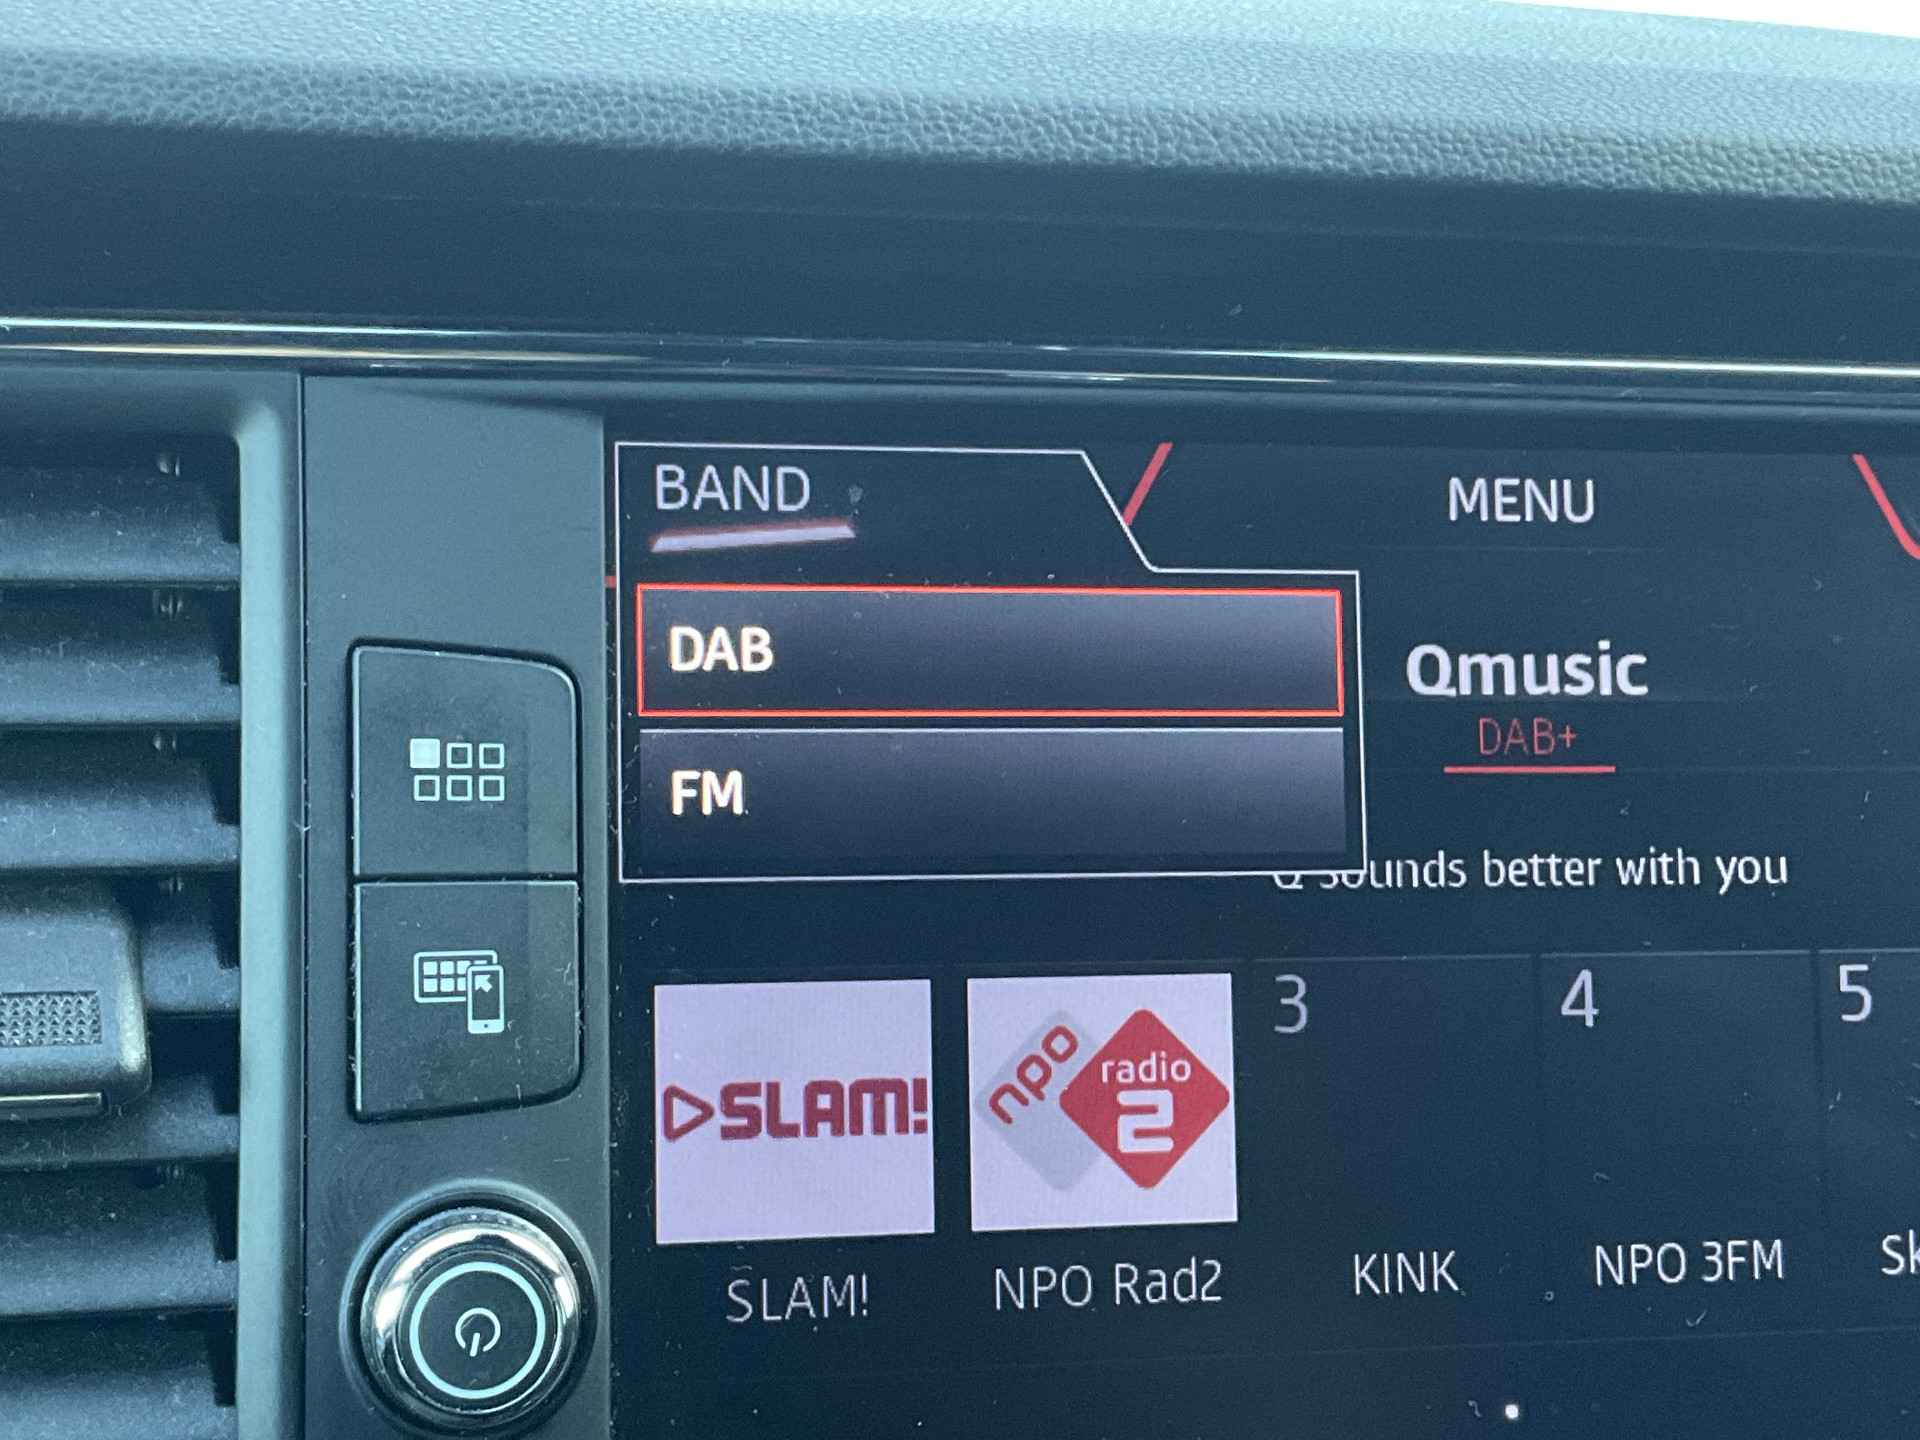 BAND
MENU
DAB
FM
Qmusic
DAB+
Q sounds better with you
SLAM!
npo
radio
2
3
4
5
SLAM!
NPO Rad2
KINK
NPO 3FM